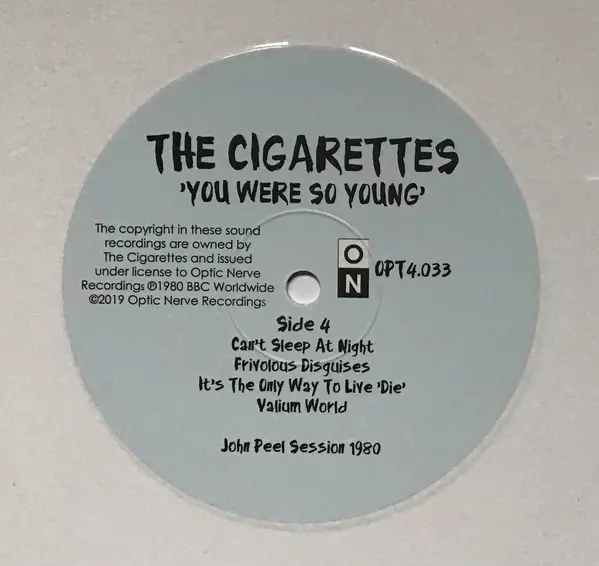 THE CIGARETTES
'YOU WERE SO YOUNG'
The copyright in these sound
recordings are owned by
The Cigarettes and issued
under license to Optic Nerve
Recordings ℗1980 BBC Worldwide
©2019 Optic Nerve Recordings
O
N
OPT4.033
Side 4
Can't Sleep At Night
Frivolous Disguises
It's The Only Way To Live 'Die'
Valium World
John Peel Session 1980